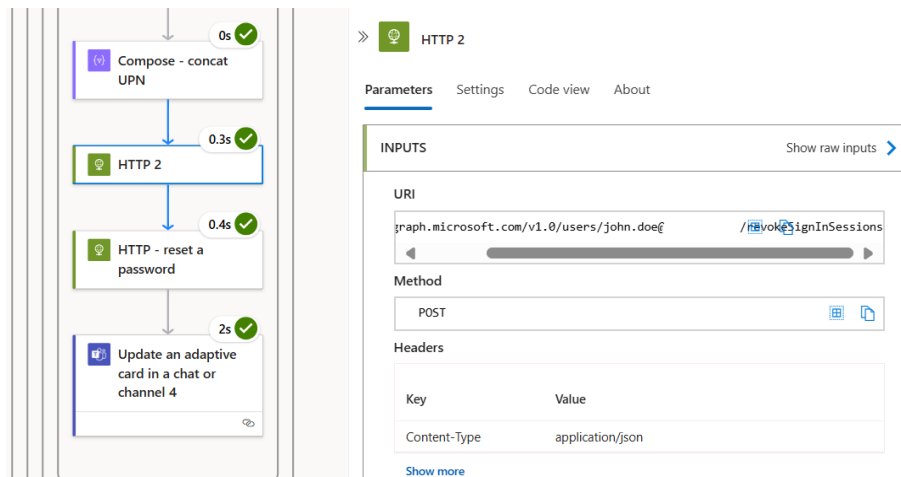 0s
Compose - concat
UPN
0.3s
HTTP 2
0.4s
HTTP - reset a
password
2s
Update an adaptive
card in a chat or
channel 4
HTTP 2
Parameters Settings Code view About
INPUTS Show raw inputs
URI
graph.microsoft.com/v1.0/users/john.doe@ /revokeSignInSessions
Method
POST
Headers
Key Value
Content-Type application/json
Show more